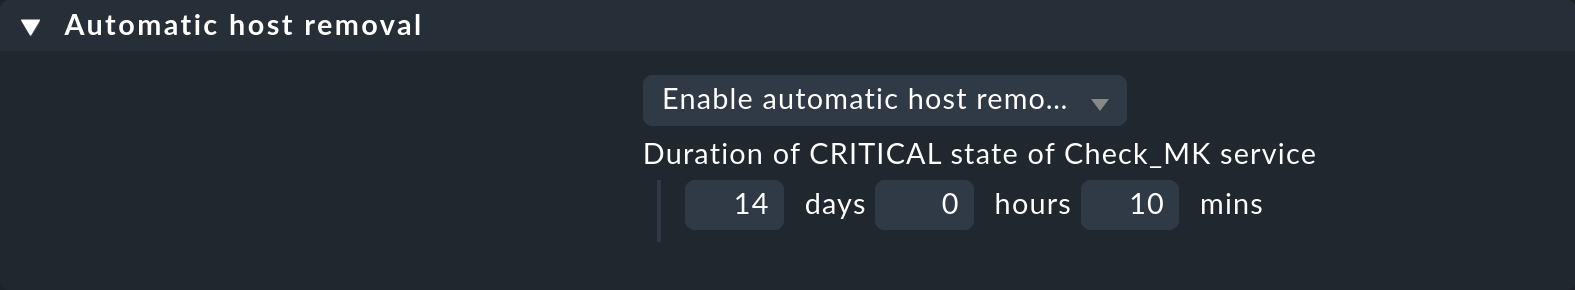 Automatic host removal
Enable automatic host remo...
Duration of CRITICAL state of Check_MK service
14 days 0 hours 10 mins